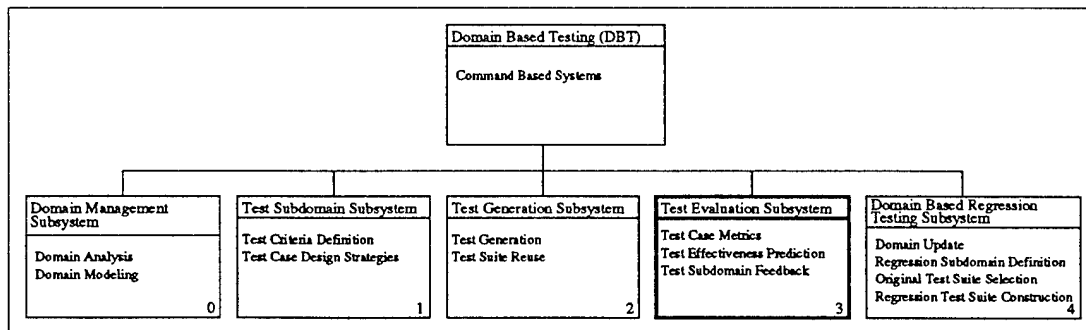 Domain Based Testing (DBT)
Command Based Systems
Domain Management
Subsystem
Domain Analysis
Domain Modeling
0
Test Subdomain Subsystem
Test Criteria Definition
Test Case Design Strategies
1
Test Generation Subsystem
Test Generation
Test Suite Reuse
2
Test Evaluation Subsystem
Test Case Metrics
Test Effectiveness Prediction
Test Subdomain Feedback
3
Domain Based Regression
Testing Subsystem
Domain Update
Regression Subdomain Definition
Original Test Suite Selection
Regression Test Suite Construction
4